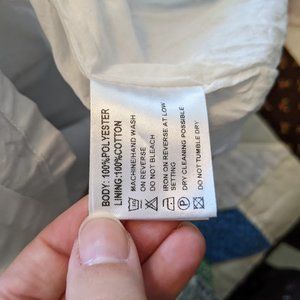 BODY: 100%POLYESTER
LINING:100%COTTON
MACHINE/HAND WASH
ON REVERSE
DO NOT BLEACH
IRON ON REVERSE AT LOW
SETTING
DRY CLEANING POSSIBLE
DO NOT TUMBLE DRY